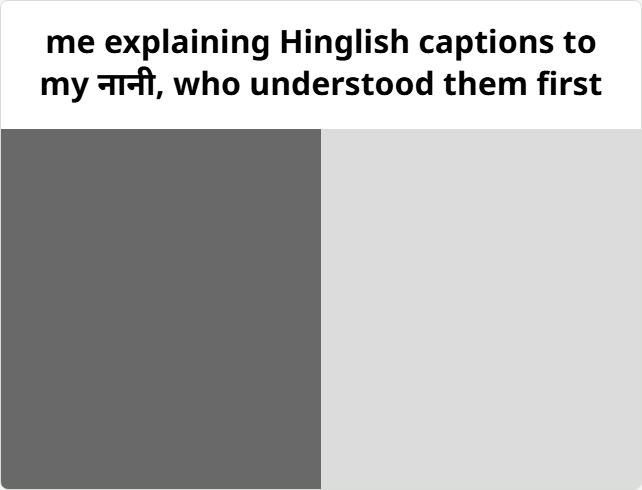 me explaining Hinglish captions to
my नानी, who understood them first